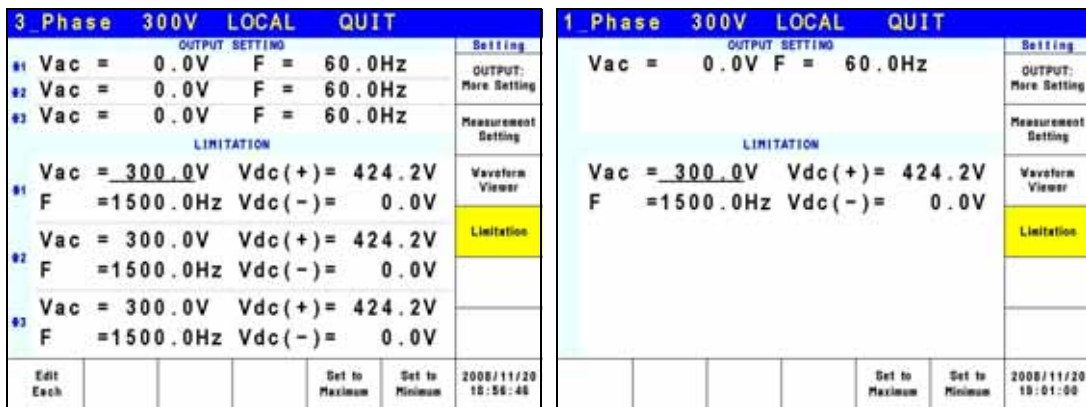 3_Phase 300V LOCAL QUIT
OUTPUT SETTING
Setting
φ1 Vac = 0.0V F = 60.0Hz
φ2 Vac = 0.0V F = 60.0Hz
φ3 Vac = 0.0V F = 60.0Hz
OUTPUT:
More Setting
Measurement
Setting
LIMITATION
φ1 Vac = 300.0V Vdc(+)= 424.2V
F =1500.0Hz Vdc(-)= 0.0V
φ2 Vac = 300.0V Vdc(+)= 424.2V
F =1500.0Hz Vdc(-)= 0.0V
φ3 Vac = 300.0V Vdc(+)= 424.2V
F =1500.0Hz Vdc(-)= 0.0V
Waveform
Viewer
Limitation
Edit
Each
Set to
Maximum
Set to
Minimum
2008/11/20
18:56:46
1_Phase 300V LOCAL QUIT
OUTPUT SETTING
Setting
Vac = 0.0V F = 60.0Hz
OUTPUT:
More Setting
Measurement
Setting
LIMITATION
Vac = 300.0V Vdc(+)= 424.2V
F =1500.0Hz Vdc(-)= 0.0V
Waveform
Viewer
Limitation
Set to
Maximum
Set to
Minimum
2008/11/20
19:01:00